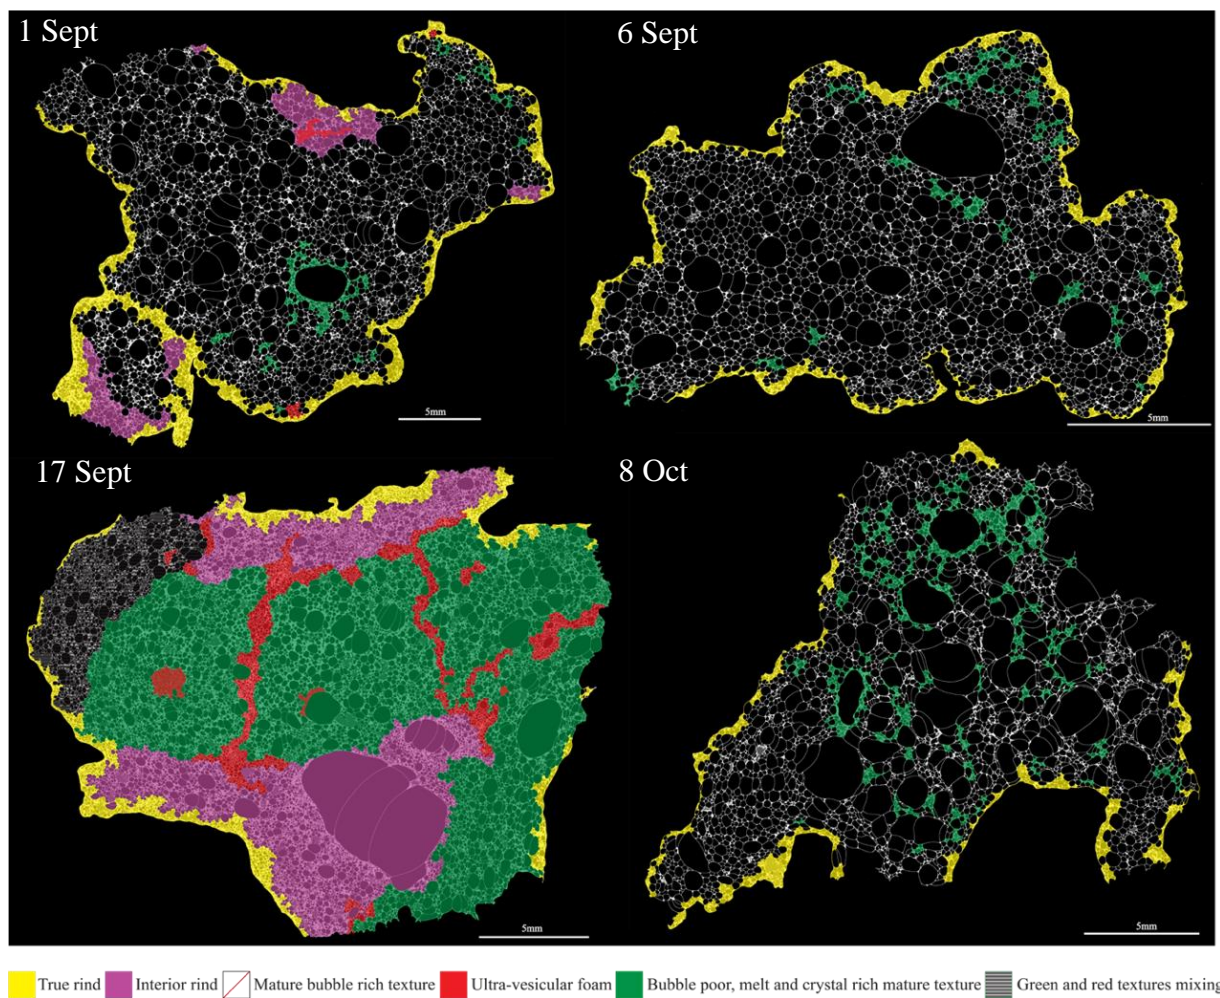 1 Sept
6 Sept
5mm
5mm
17 Sept
8 Oct
5mm
5mm
True rind Interior rind Mature bubble rich texture Ultra-vesicular foam Bubble poor, melt and crystal rich mature texture Green and red textures mixing